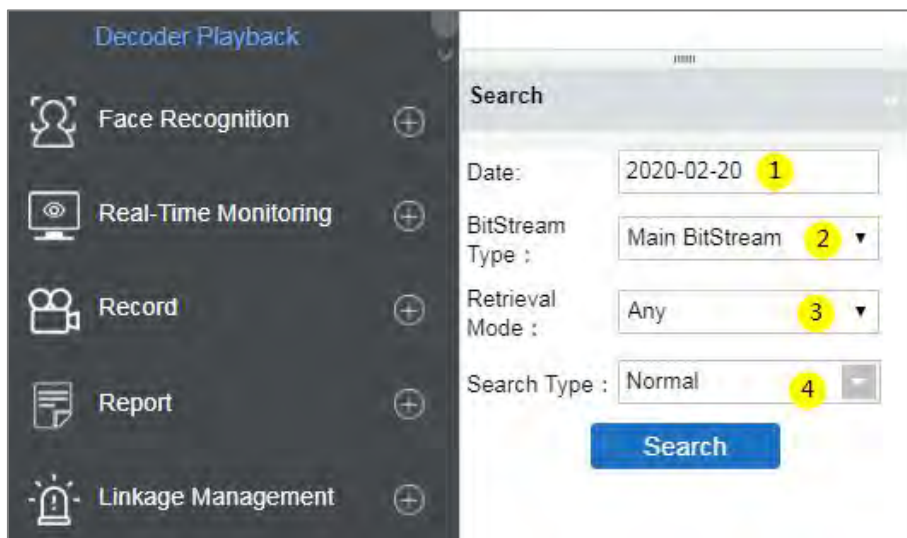 Decoder Playback
Face Recognition
Real-Time Monitoring
Record
Report
Linkage Management
Search
Date: 2020-02-20 1
BitStream
Type : Main BitStream 2
Retrieval
Mode : Any 3
Search Type : Normal 4
Search